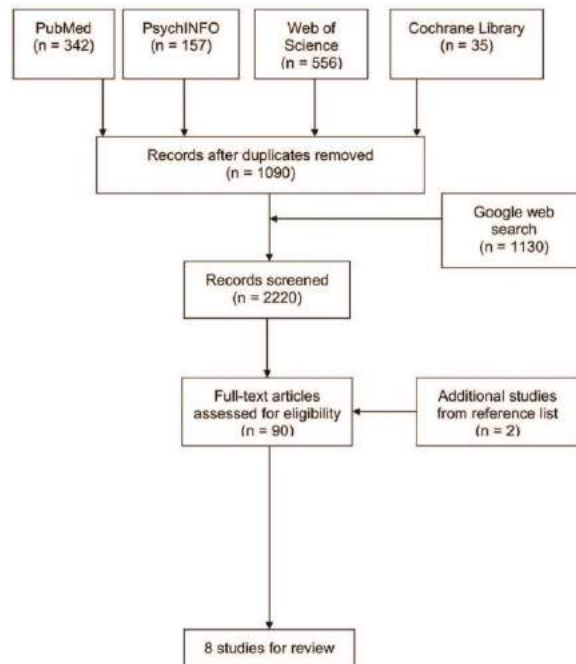 PubMed
(n = 342)
PsychINFO
(n = 157)
Web of
Science
(n = 556)
Cochrane Library
(n = 35)
Records after duplicates removed
(n = 1090)
Google web
search
(n = 1130)
Records screened
(n = 2220)
Full-text articles
assessed for eligibility
(n = 90)
Additional studies
from reference list
(n = 2)
8 studies for review